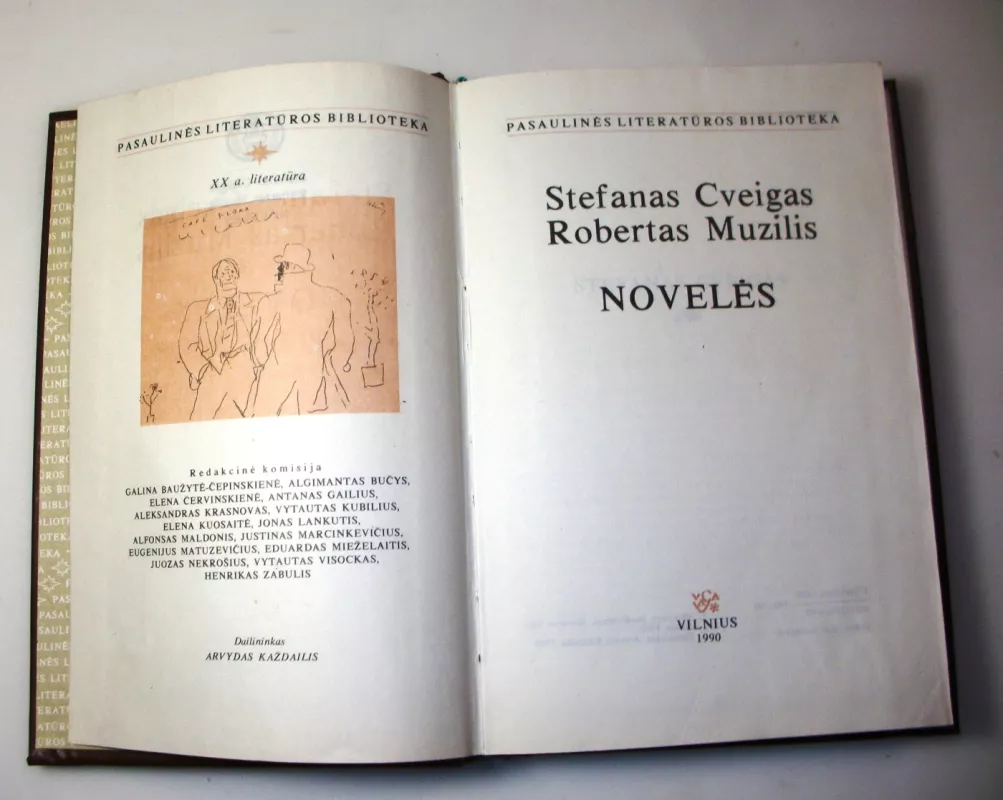 PASAULINĖS LITERATŪROS BIBLIOTEKA
XX a. literatūra
CAFÉ FLORE
Redakcinė komisija
GALINA BAUŽYTĖ-ČEPINSKIENĖ, ALGIMANTAS BUČYS,
ELENA ČERVINSKIENĖ, ANTANAS GAILIUS,
ALEKSANDRAS KRASNOVAS, VYTAUTAS KUBILIUS,
ELENA KUOSAITĖ, JONAS LANKUTIS,
ALFONSAS MALDONIS, JUSTINAS MARCINKEVIČIUS,
EUGENIJUS MATUZEVIČIUS, EDUARDAS MIEŽELAITIS,
JUOZAS NEKROŠIUS, VYTAUTAS VISOCKAS,
HENRIKAS ZABULIS
Dailininkas
ARVYDAS KAŽDAILIS
PASAULINĖS LITERATŪROS BIBLIOTEKA
Stefanas Cveigas
Robertas Muzilis
NOVELĖS
VILNIUS
1990